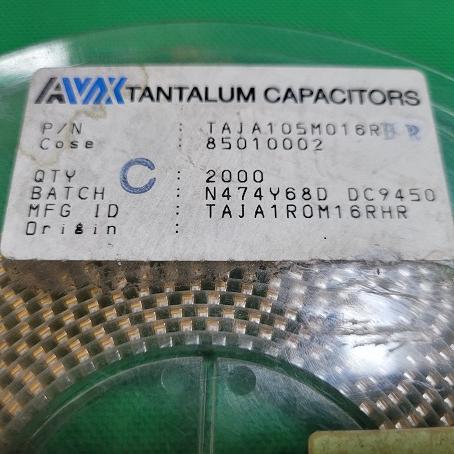 AVX TANTALUM CAPACITORS
P/N : TAJA105M016R
Cose : 85010002
C
QTY : 2000
BATCH : N474Y68D DC9450
MFG ID : TAJA1R0M16RHR
Origin :